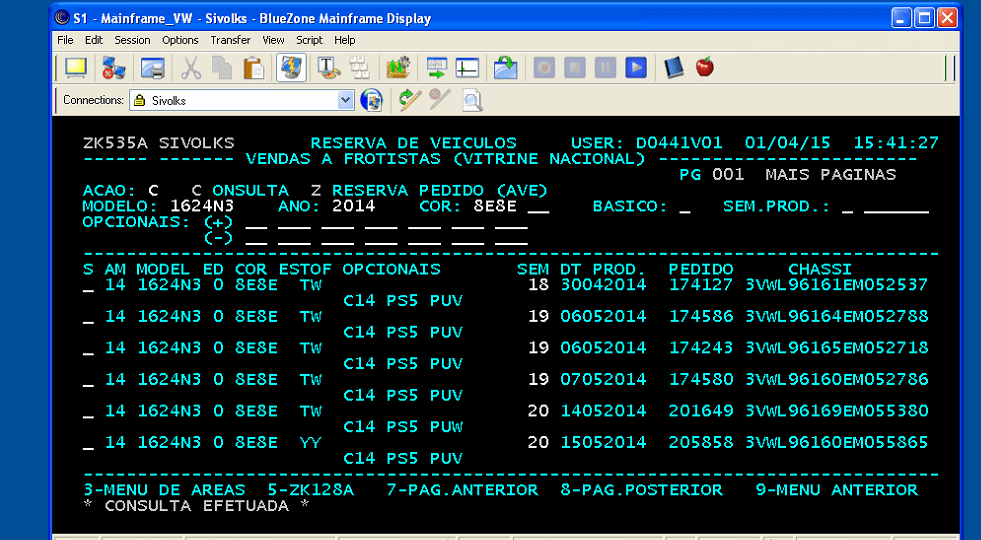 S1 - Mainframe_VW - Sivolks - BlueZone Mainframe Display
File Edit Session Options Transfer View Script Help
Connections: Sivolks
ZK535A SIVOLKS RESERVA DE VEICULOS USER: D0441V01 01/04/15 15:41:27
------ ------- VENDAS A FROTISTAS (VITRINE NACIONAL) ------------------------
PG 001 MAIS PAGINAS
ACAO: C C ONSULTA Z RESERVA PEDIDO (AVE)
MODELO: 1624N3 ANO: 2014 COR: 8E8E __ BASICO: _ SEM.PROD.: _ ______
OPCIONAIS: (+) __ ___ ___ ___ ___ ___ ___
(-) __ ___ ___ ___ ___ ___ ___
-------------------------------------------------------------------------------
S AM MODEL ED COR ESTOF OPCIONAIS SEM DT PROD. PEDIDO CHASSI
_ 14 1624N3 0 8E8E TW 18 30042014 174127 3VWL96161EM052537
C14 PS5 PUV
_ 14 1624N3 0 8E8E TW 19 06052014 174586 3VWL96164EM052788
C14 PS5 PUV
_ 14 1624N3 0 8E8E TW 19 06052014 174243 3VWL96165EM052718
C14 PS5 PUV
_ 14 1624N3 0 8E8E TW 19 07052014 174580 3VWL96160EM052786
C14 PS5 PUV
_ 14 1624N3 0 8E8E TW 20 14052014 201649 3VWL96169EM055380
C14 PS5 PUW
_ 14 1624N3 0 8E8E YY 20 15052014 205858 3VWL96160EM055865
C14 PS5 PUV
-------------------------------------------------------------------------------
3-MENU DE AREAS 5-ZK128A 7-PAG.ANTERIOR 8-PAG.POSTERIOR 9-MENU ANTERIOR
* CONSULTA EFETUADA *